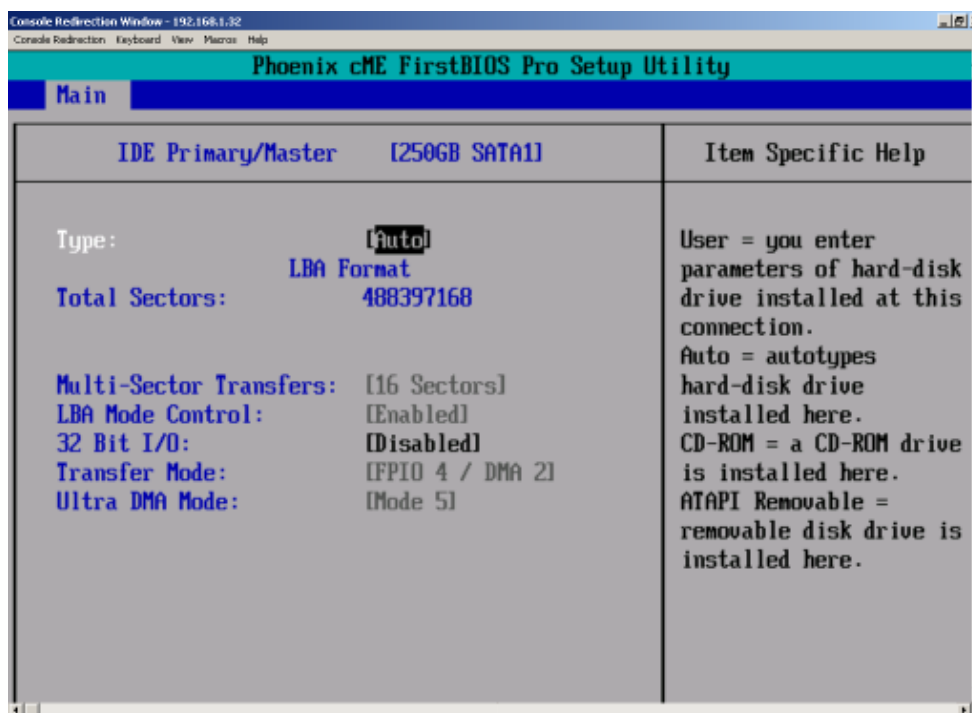 Console Redirection Window - 192.168.1.32
Console Redirection Keyboard View Macros Help
Phoenix cME FirstBIOS Pro Setup Utility
Main
IDE Primary/Master [250GB SATA1]
Item Specific Help
Type: [Auto]
LBA Format
Total Sectors: 488397168
Multi-Sector Transfers: [16 Sectors]
LBA Mode Control: [Enabled]
32 Bit I/O: [Disabled]
Transfer Mode: [FPIO 4 / DMA 2]
Ultra DMA Mode: [Mode 5]
User = you enter
parameters of hard-disk
drive installed at this
connection.
Auto = autotypes
hard-disk drive
installed here.
CD-ROM = a CD-ROM drive
is installed here.
ATAPI Removable =
removable disk drive is
installed here.